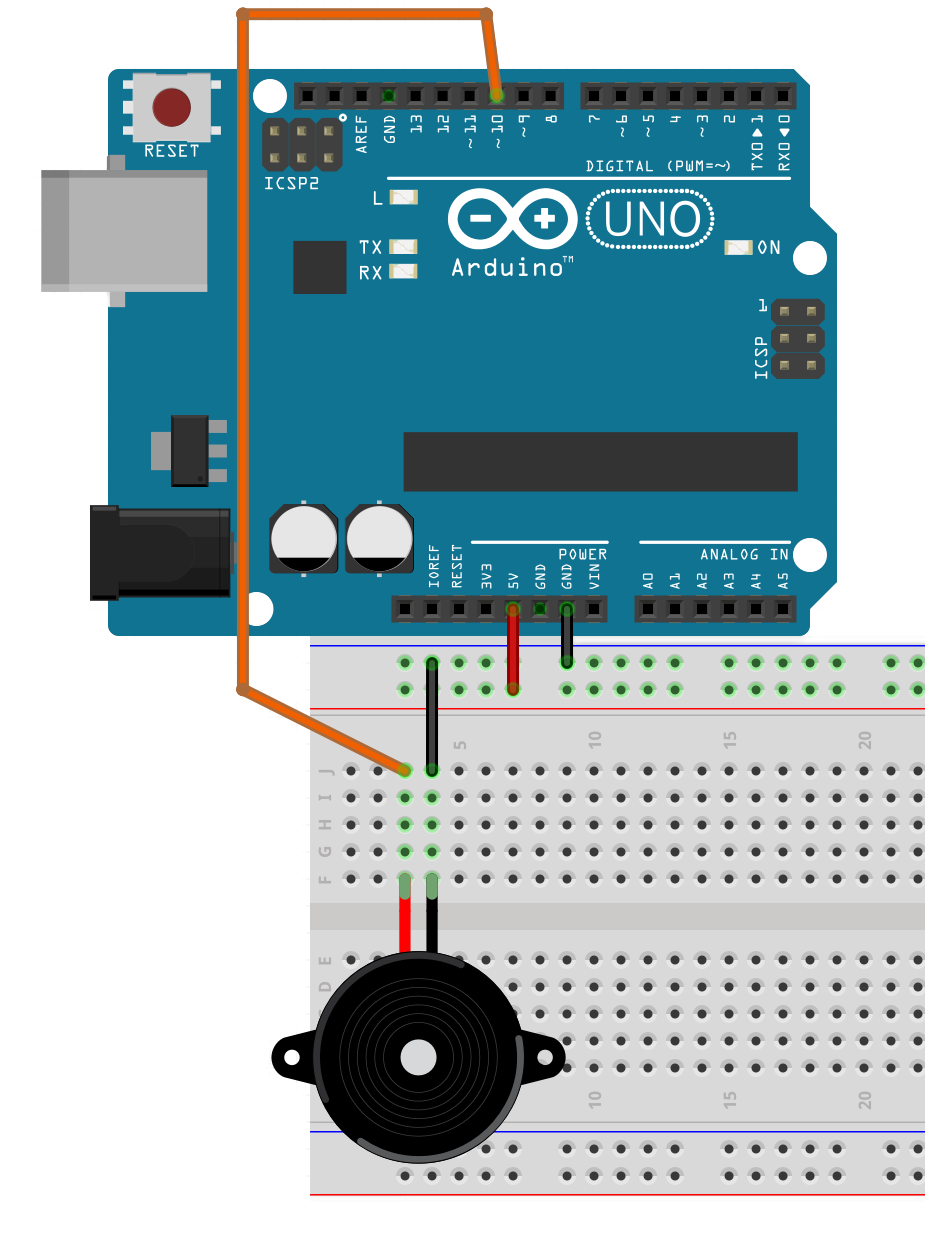 RESET
ICSP2
AREF
GND
13
12
~11
~10
~9
8
7
~6
~5
4
~3
2
TX0▶1
RX0◀0
DIGITAL (PWM=~)
L
TX
RX
UNO
Arduino™
ON
1
ICSP
POWER
ANALOG IN
IOREF
RESET
3V3
5V
GND
GND
VIN
A0
A1
A2
A3
A4
A5
5
10
15
20
J
I
H
G
F
E
D
10
15
20